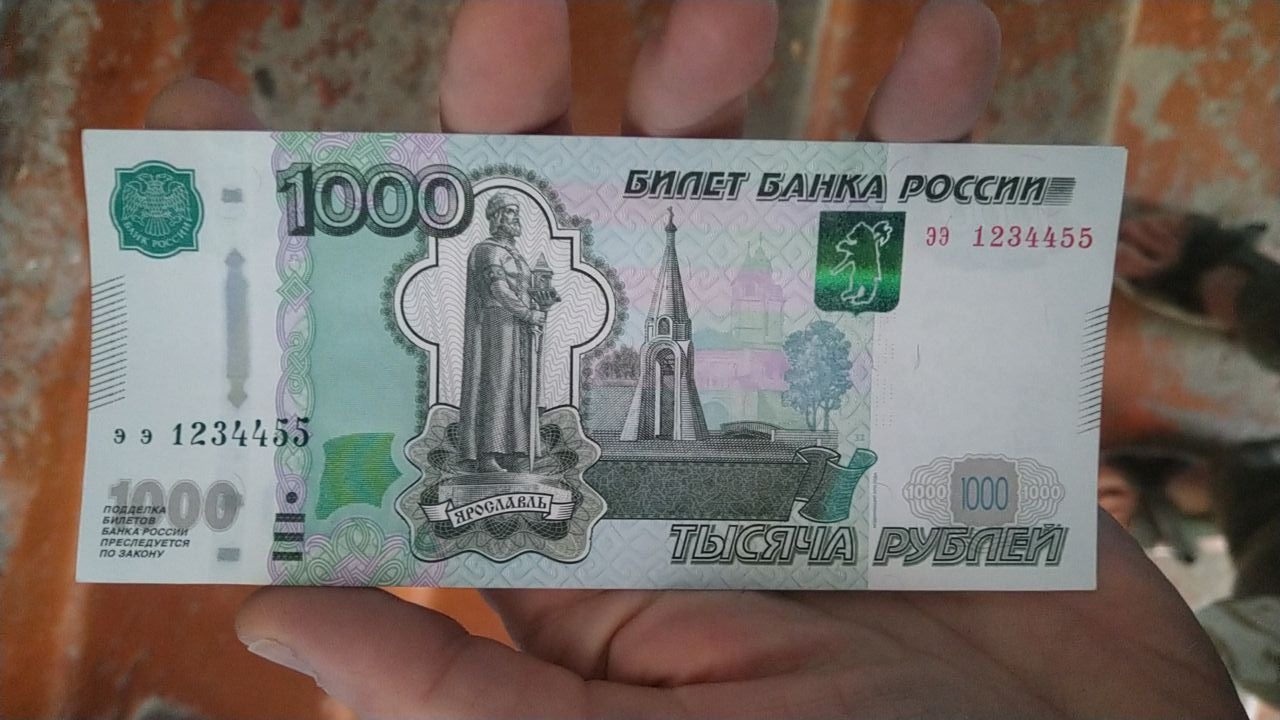 БАНК РОССИИ
1000
БИЛЕТ БАНКА РОССИИ
ээ 1234455
э э 1234455
1000
ПОДДЕЛКА
БИЛЕТОВ
БАНКА РОССИИ
ПРЕСЛЕДУЕТСЯ
ПО ЗАКОНУ
ЯРОСЛАВЛЬ
1000 1000 1000
ТЫСЯЧА РУБЛЕЙ